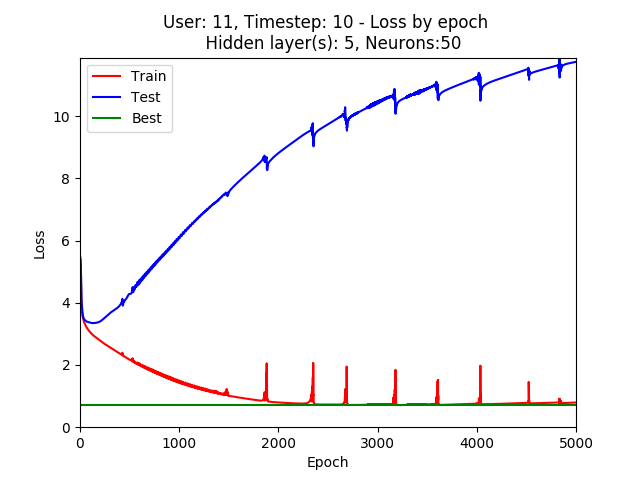 User: 11, Timestep: 10 - Loss by epoch
Hidden layer(s): 5, Neurons:50
Train
Test
Best
Loss
10
8
6
4
2
0
0 1000 2000 3000 4000 5000
Epoch